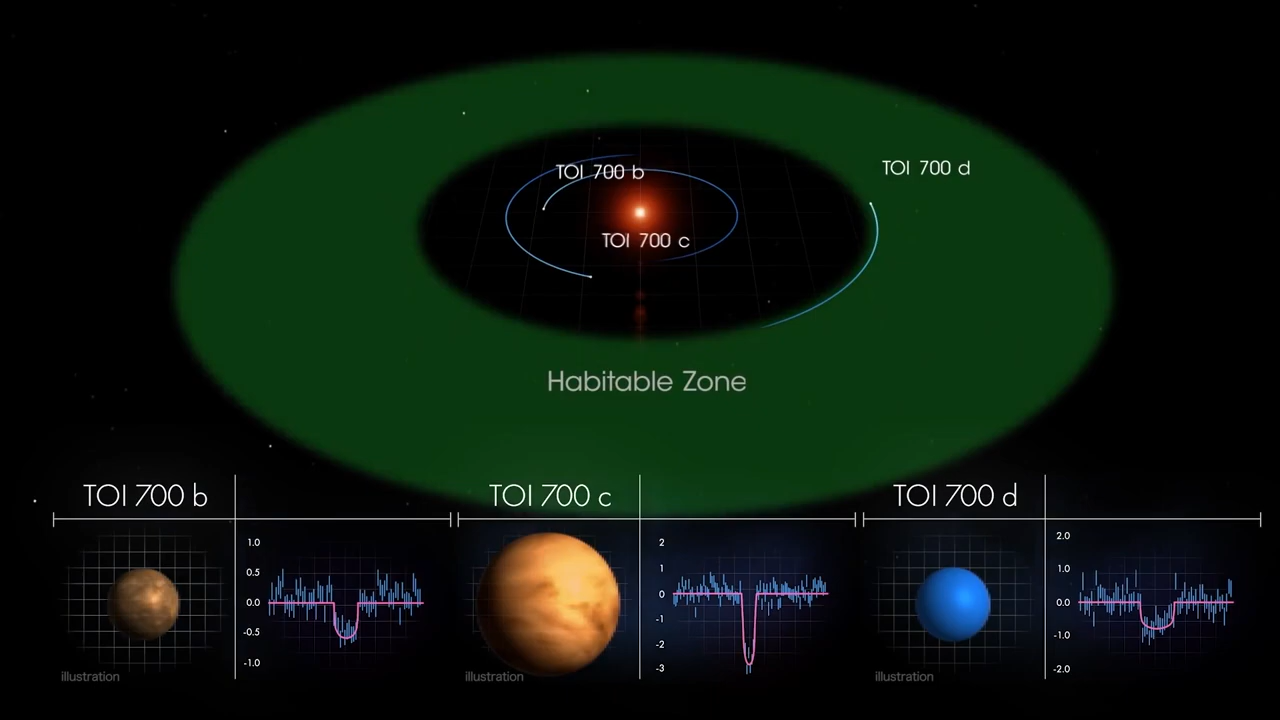 TOI 700 b
TOI 700 d
TOI 700 c
Habitable Zone
TOI 700 b
1.0
0.5
0.0
-0.5
-1.0
illustration
TOI 700 c
2
1
0
-1
-2
-3
illustration
TOI 700 d
2.0
1.0
0.0
-1.0
-2.0
illustration